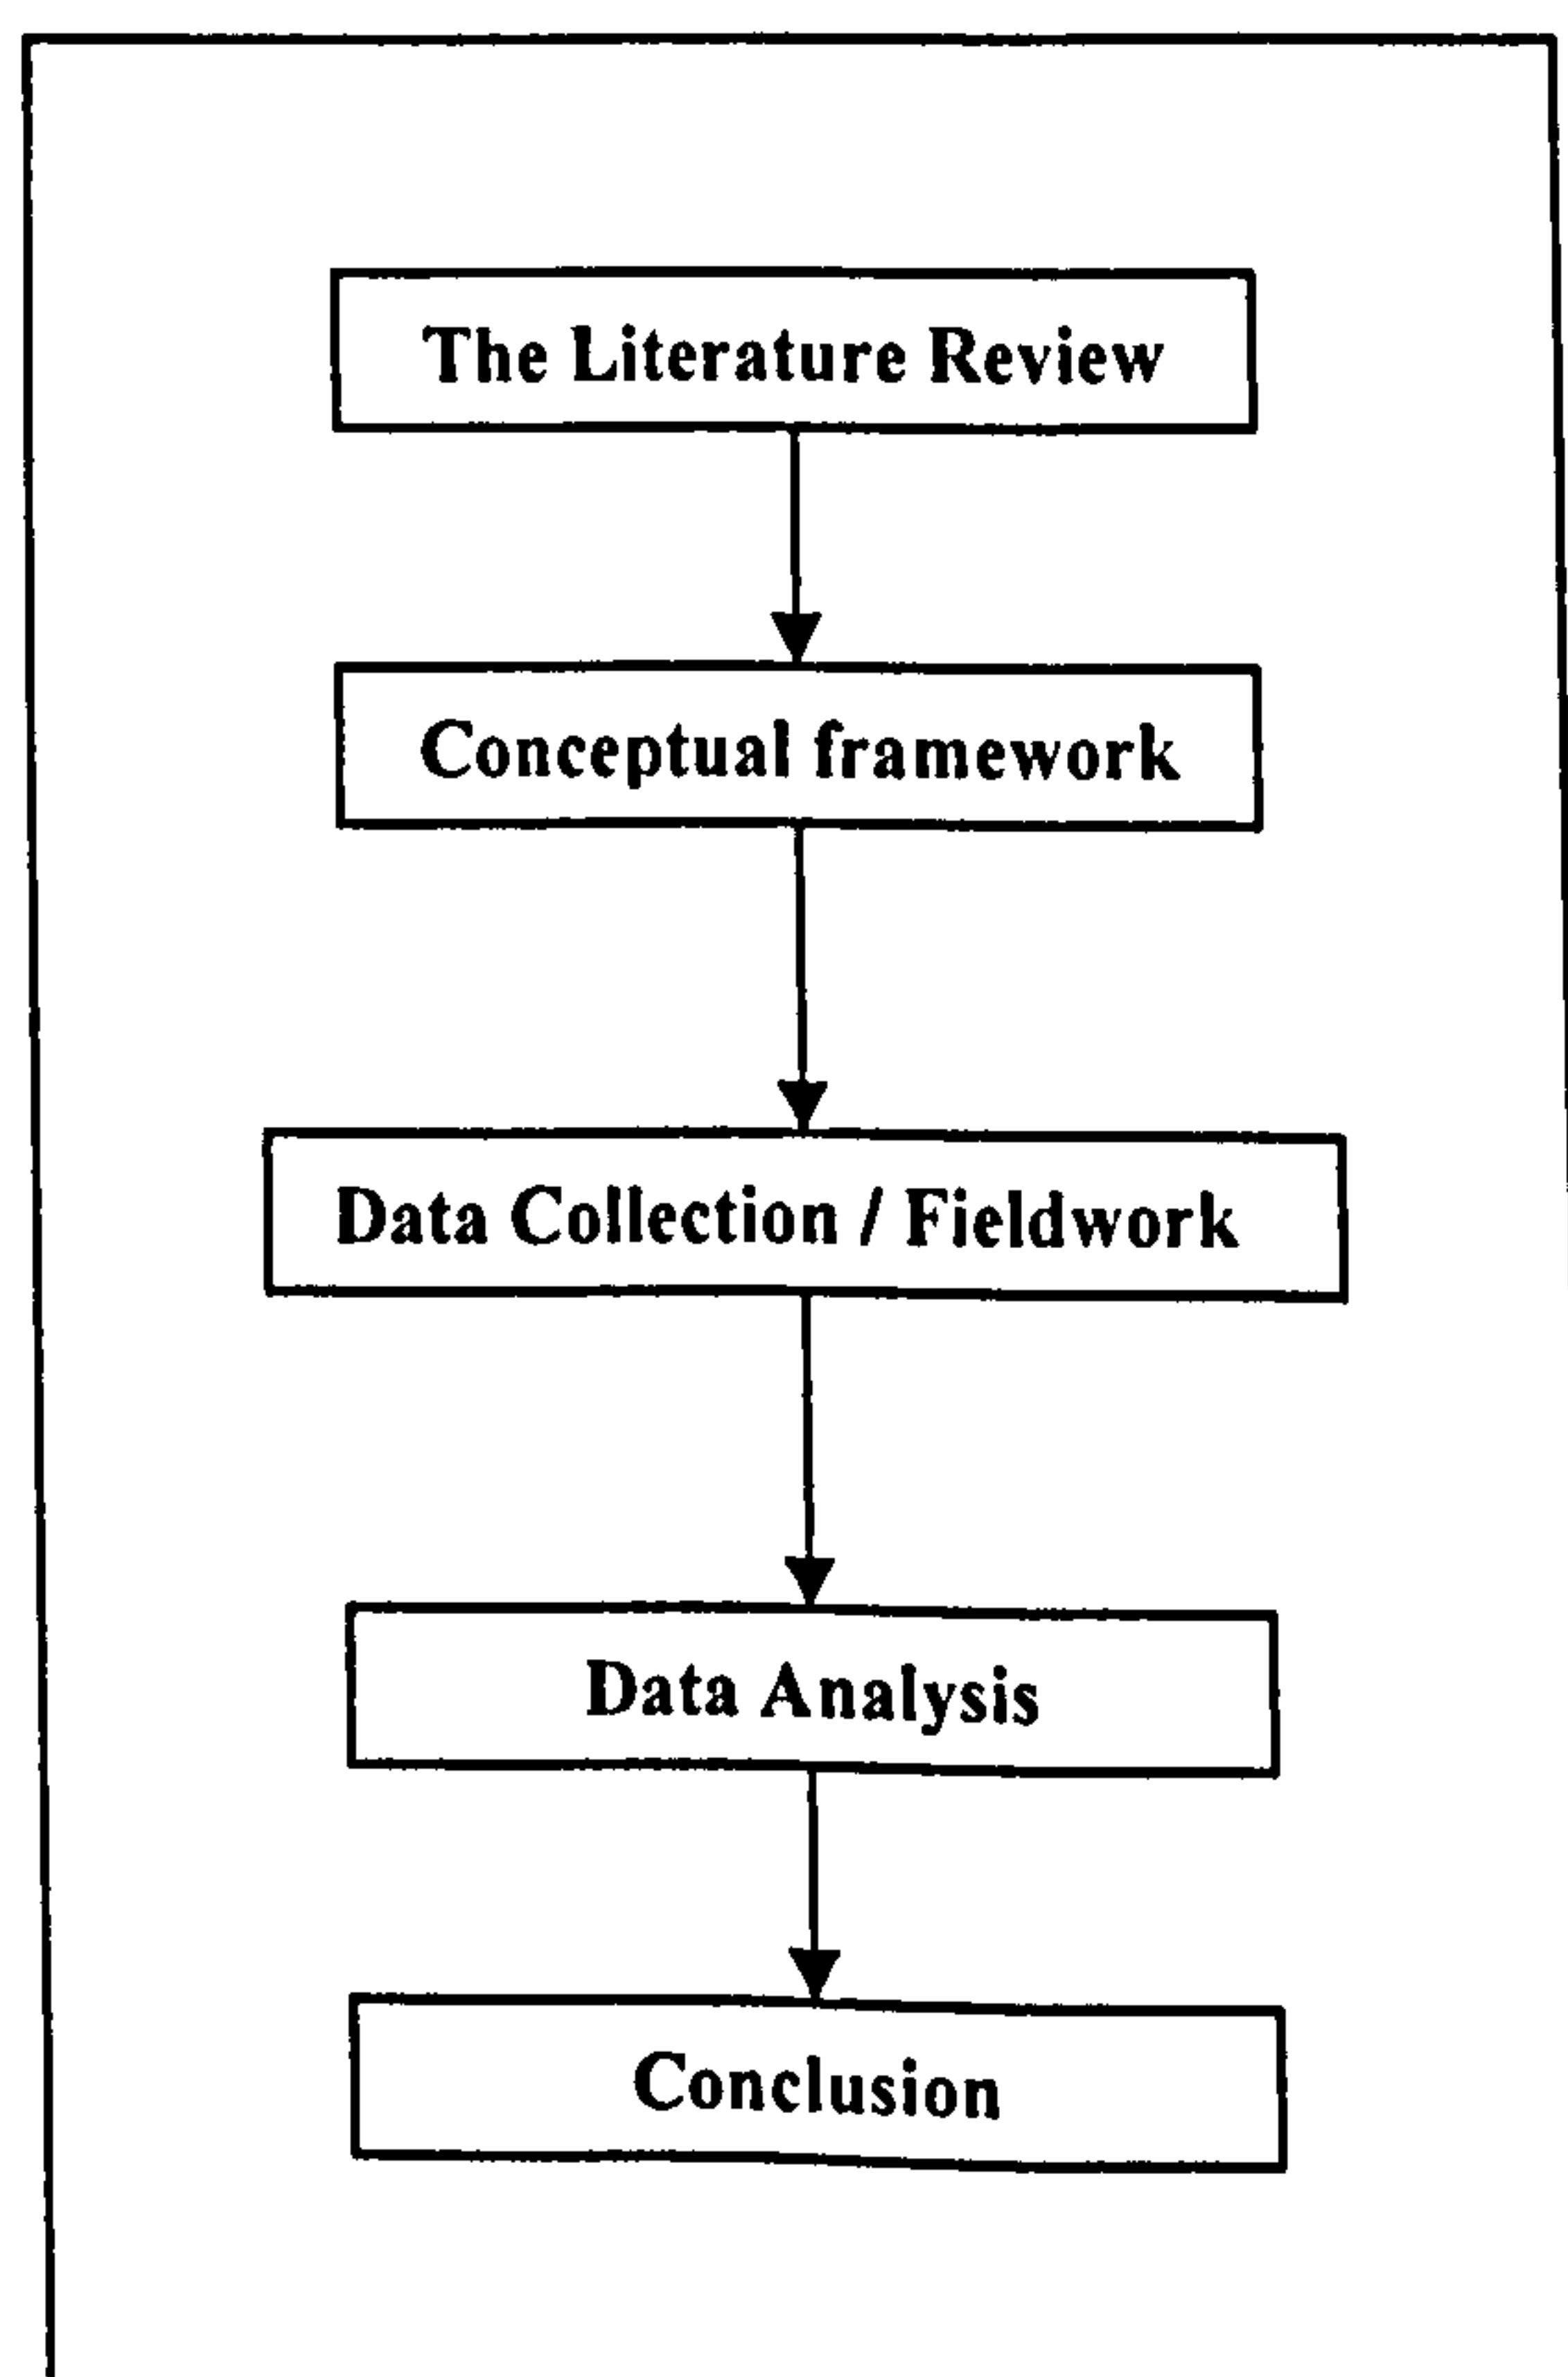 The Literature Review
Conceptual framework
Data Collection / Fieldwork
Data Analysis
Conclusion